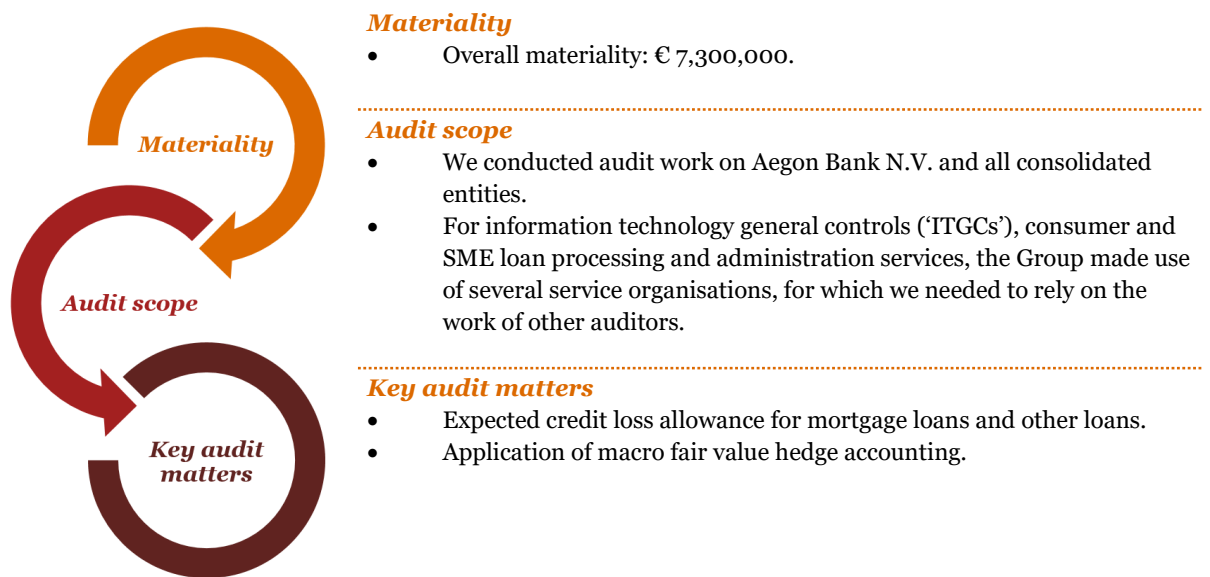 Materiality
• Overall materiality: € 7,300,000.
Materiality
Audit scope
• We conducted audit work on Aegon Bank N.V. and all consolidated
entities.
• For information technology general controls (‘ITGCs’), consumer and
SME loan processing and administration services, the Group made use
of several service organisations, for which we needed to rely on the
work of other auditors.
Audit scope
Key audit matters
• Expected credit loss allowance for mortgage loans and other loans.
• Application of macro fair value hedge accounting.
Key audit
matters